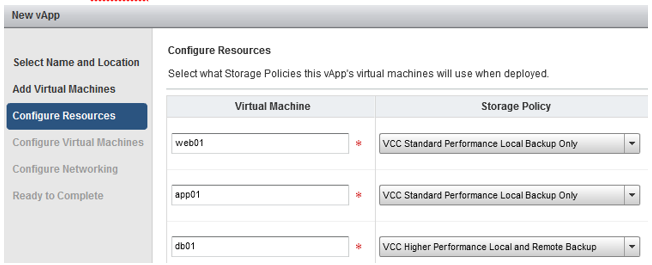 New vApp
Select Name and Location
Add Virtual Machines
Configure Resources
Configure Virtual Machines
Configure Networking
Ready to Complete
Configure Resources
Select what Storage Policies this vApp's virtual machines will use when deployed.
Virtual Machine Storage Policy
web01 * VCC Standard Performance Local Backup Only
app01 * VCC Standard Performance Local Backup Only
db01 * VCC Higher Performance Local and Remote Backup